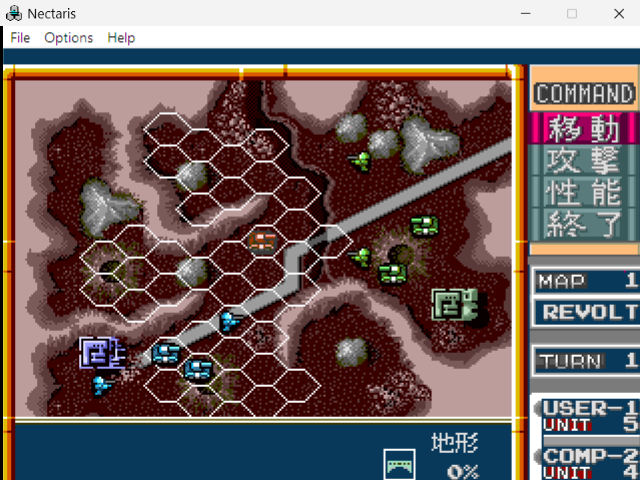 Nectaris
File Options Help
COMMAND
移動
攻撃
性能
終了
MAP 1
REVOLT
TURN 1
USER-1
UNIT 5
COMP-2
UNIT 4
地形
0%